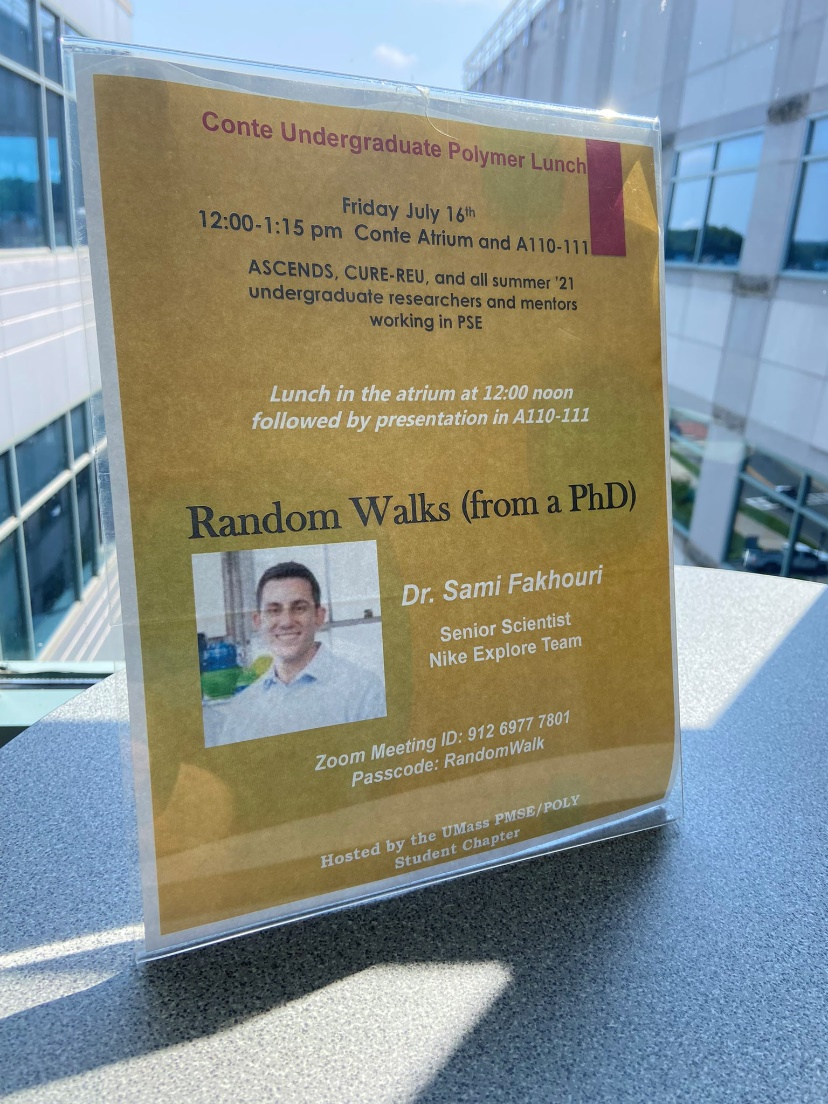 Conte Undergraduate Polymer Lunch
Friday July 16th
12:00-1:15 pm Conte Atrium and A110-111
ASCENDS, CURE-REU, and all summer '21
undergraduate researchers and mentors
working in PSE
Lunch in the atrium at 12:00 noon
followed by presentation in A110-111
Random Walks (from a PhD)
Dr. Sami Fakhouri
Senior Scientist
Nike Explore Team
Zoom Meeting ID: 912 6977 7801
Passcode: RandomWalk
Hosted by the UMass PMSE/POLY
Student Chapter